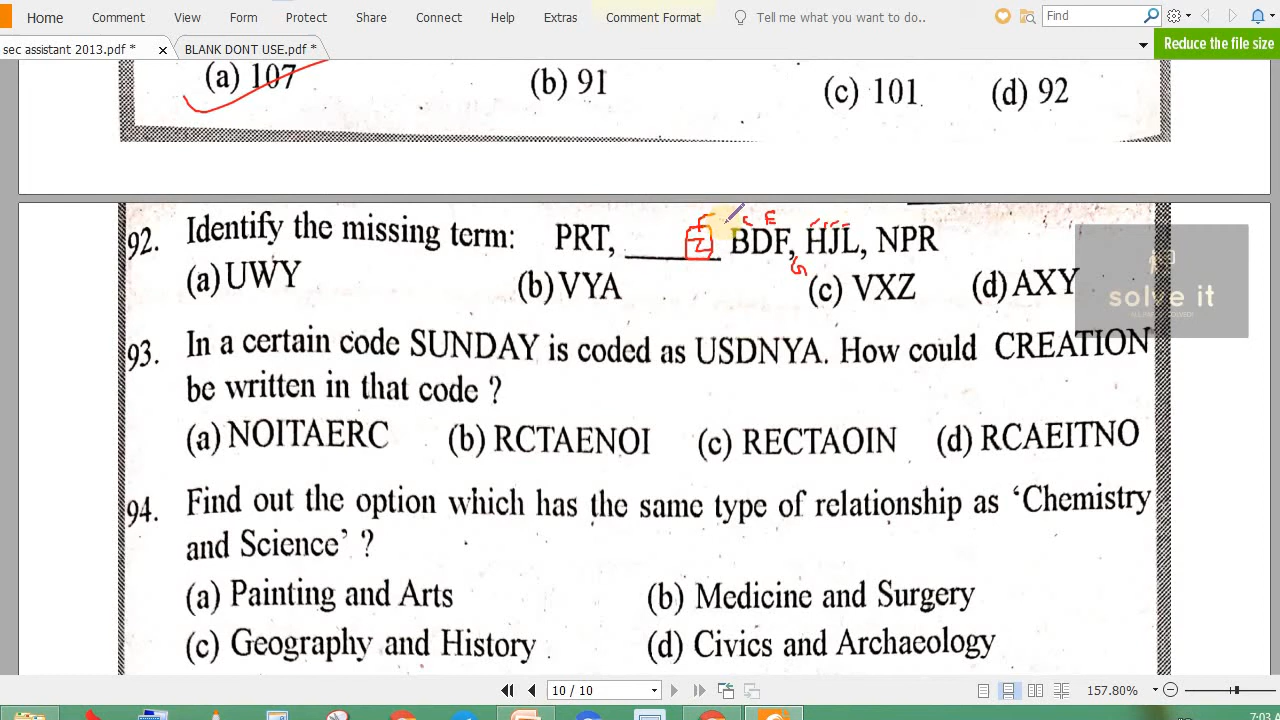 Home Comment View Form Protect Share Connect Help Extras Comment Format Tell me what you want to do.. Find
sec assistant 2013.pdf * BLANK DONT USE.pdf *
Reduce the file size
(a) 107 (b) 91 (c) 101 (d) 92
C E
92. Identify the missing term: PRT, ______ BDF, HJL, NPR
Z
G
(a) UWY (b) VYA (c) VXZ (d) AXY
solve it
93. In a certain code SUNDAY is coded as USDNYA. How could CREATION
be written in that code ?
(a) NOITAERC (b) RCTAENOI (c) RECTAOIN (d) RCAEITNO
94. Find out the option which has the same type of relationship as ‘Chemistry
and Science’ ?
(a) Painting and Arts (b) Medicine and Surgery
(c) Geography and History (d) Civics and Archaeology
10 / 10 157.80%